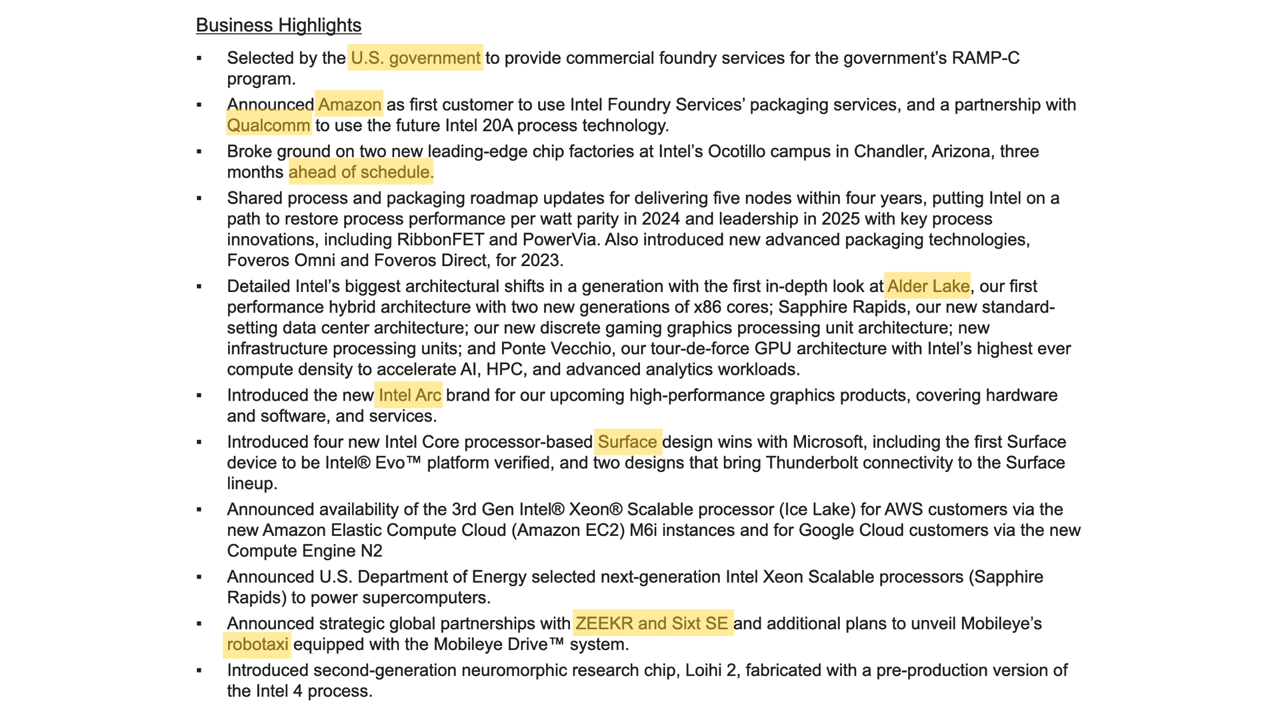 Business Highlights
▪ Selected by the U.S. government to provide commercial foundry services for the government’s RAMP-C
program.
▪ Announced Amazon as first customer to use Intel Foundry Services’ packaging services, and a partnership with
Qualcomm to use the future Intel 20A process technology.
▪ Broke ground on two new leading-edge chip factories at Intel’s Ocotillo campus in Chandler, Arizona, three
months ahead of schedule.
▪ Shared process and packaging roadmap updates for delivering five nodes within four years, putting Intel on a
path to restore process performance per watt parity in 2024 and leadership in 2025 with key process
innovations, including RibbonFET and PowerVia. Also introduced new advanced packaging technologies,
Foveros Omni and Foveros Direct, for 2023.
▪ Detailed Intel’s biggest architectural shifts in a generation with the first in-depth look at Alder Lake, our first
performance hybrid architecture with two new generations of x86 cores; Sapphire Rapids, our new standard-
setting data center architecture; our new discrete gaming graphics processing unit architecture; new
infrastructure processing units; and Ponte Vecchio, our tour-de-force GPU architecture with Intel’s highest ever
compute density to accelerate AI, HPC, and advanced analytics workloads.
▪ Introduced the new Intel Arc brand for our upcoming high-performance graphics products, covering hardware
and software, and services.
▪ Introduced four new Intel Core processor-based Surface design wins with Microsoft, including the first Surface
device to be Intel® Evo™ platform verified, and two designs that bring Thunderbolt connectivity to the Surface
lineup.
▪ Announced availability of the 3rd Gen Intel® Xeon® Scalable processor (Ice Lake) for AWS customers via the
new Amazon Elastic Compute Cloud (Amazon EC2) M6i instances and for Google Cloud customers via the new
Compute Engine N2
▪ Announced U.S. Department of Energy selected next-generation Intel Xeon Scalable processors (Sapphire
Rapids) to power supercomputers.
▪ Announced strategic global partnerships with ZEEKR and Sixt SE and additional plans to unveil Mobileye’s
robotaxi equipped with the Mobileye Drive™ system.
▪ Introduced second-generation neuromorphic research chip, Loihi 2, fabricated with a pre-production version of
the Intel 4 process.